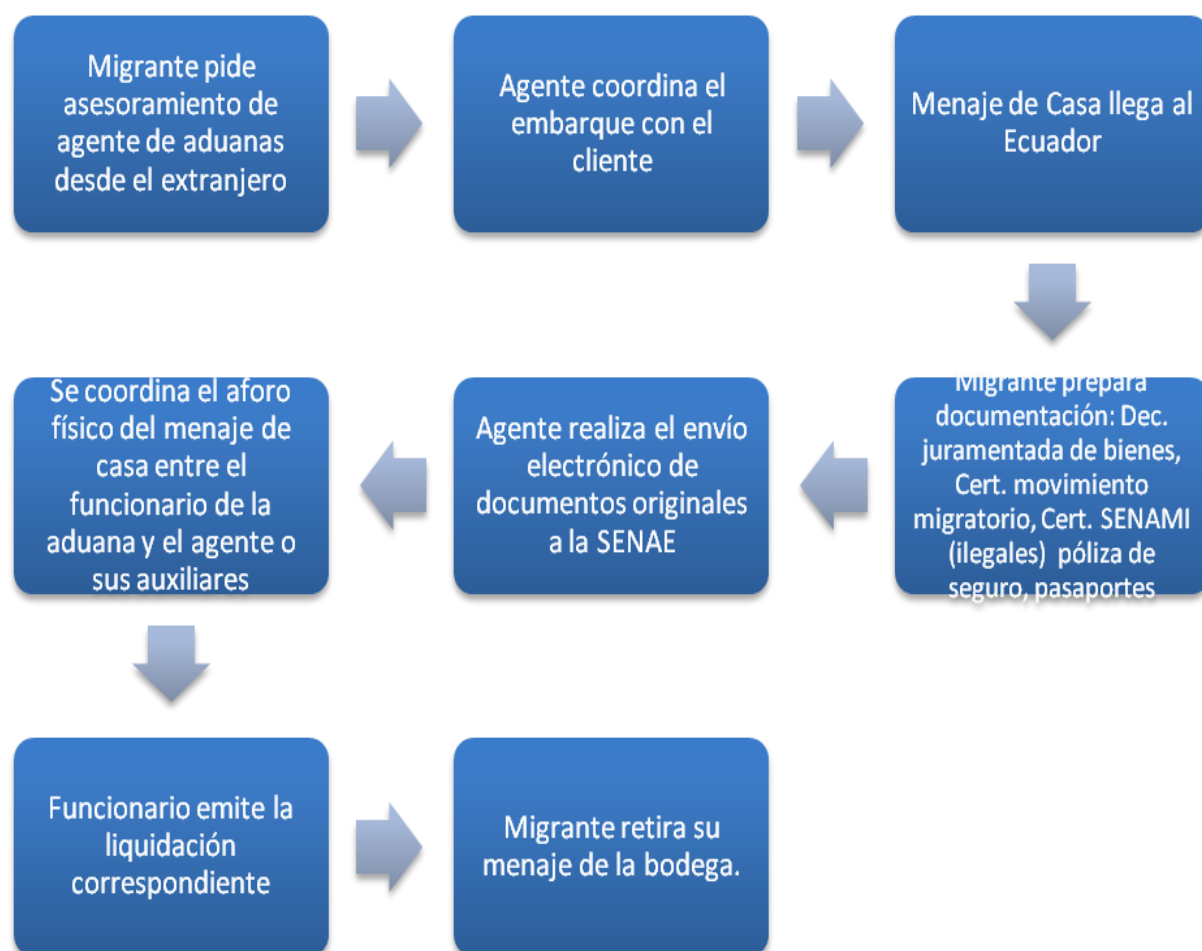 Migrante pide
asesoramiento de
agente de aduanas
desde el extranjero
Agente coordina el
embarque con el
cliente
Menaje de Casa llega al
Ecuador
Migrante prepara
documentación: Dec.
juramentada de bienes,
Cert. movimiento
migratorio, Cert. SENAMI
(ilegales) póliza de
seguro, pasaportes
Agente realiza el envío
electrónico de
documentos originales
a la SENAE
Se coordina el aforo
físico del menaje de
casa entre el
funcionario de la
aduana y el agente o
sus auxiliares
Funcionario emite la
liquidación
correspondiente
Migrante retira su
menaje de la bodega.